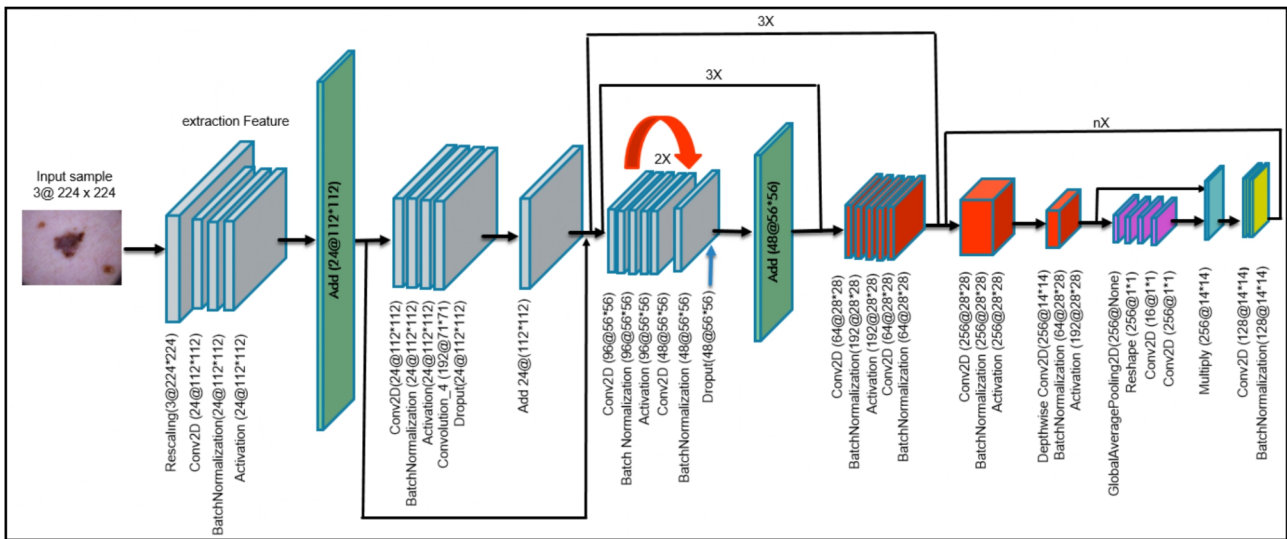 3X
3X
nX
extraction Feature
2X
Input sample
3@ 224 x 224
Rescaling(3@224*224)
Conv2D (24@112*112)
BatchNormalization(24@112*112)
Activation (24@112*112)
Add (24@112*112)
Conv2D(24@112*112)
BatchNormalization (24@112*112)
Activation(24@112*112)
Convolution_4 (192@71*71)
Droput(24@112*112)
Add 24@(112*112)
Conv2D (96@56*56)
Batch Normalization (96@56*56)
Activation (96@56*56)
Conv2D (48@56*56)
BatchNormalization (48@56*56)
Droput(48@56*56)
Add (48@56*56)
Conv2D (64@28*28)
BatchNormalization(192@28*28)
Activation (192@28*28)
Conv2D (64@28*28)
BatchNormalization (64@28*28)
Conv2D (256@28*28)
BatchNormalization (256@28*28)
Activation (256@28*28)
Depthwise Conv2D(256@14*14)
BatchNormalization (64@28*28)
Activation (192@28*28)
GlobalAveragePooling2D(256@None)
Reshape (256@1*1)
Conv2D (16@1*1)
Conv2D (256@1*1)
Multiply (256@14*14)
Conv2D (128@14*14)
BatchNormalization(128@14*14)